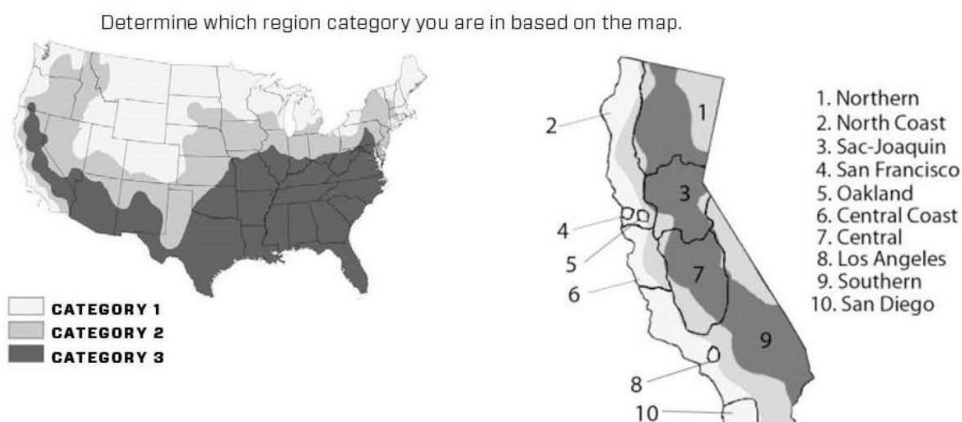 Determine which region category you are in based on the map.
CATEGORY 1
CATEGORY 2
CATEGORY 3
1
2
3
4
5
6
7
8
9
10
1. Northern
2. North Coast
3. Sac-Joaquin
4. San Francisco
5. Oakland
6. Central Coast
7. Central
8. Los Angeles
9. Southern
10. San Diego